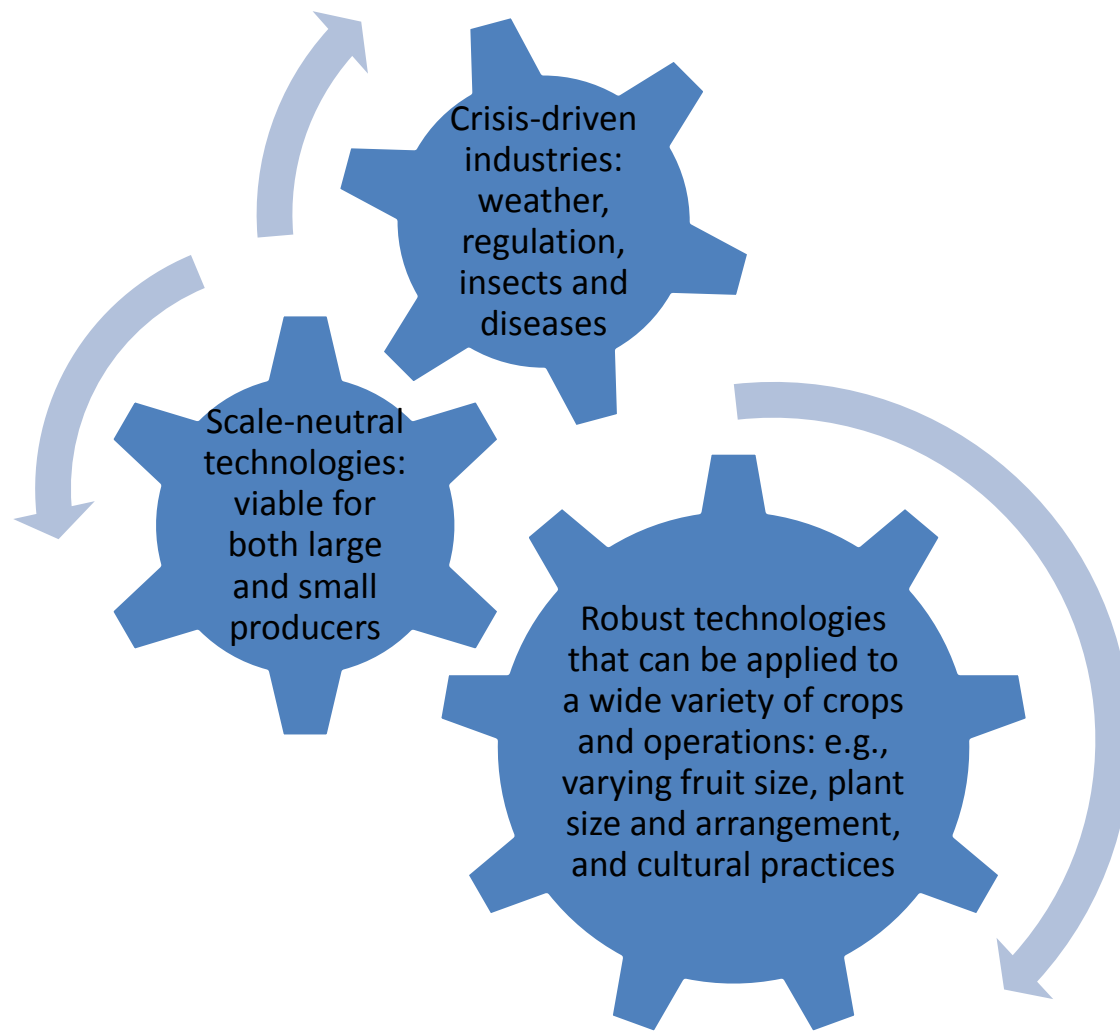 Crisis-driven
industries:
weather,
regulation,
insects and
diseases
Scale-neutral
technologies:
viable for
both large
and small
producers
Robust technologies
that can be applied to
a wide variety of crops
and operations: e.g.,
varying fruit size, plant
size and arrangement,
and cultural practices